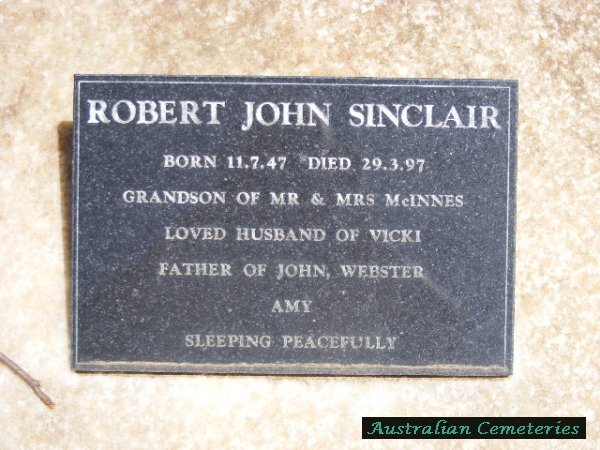 ROBERT JOHN SINCLAIR
BORN 11.7.47 DIED 29.3.97
GRANDSON OF MR & MRS McINNES
LOVED HUSBAND OF VICKI
FATHER OF JOHN, WEBSTER
AMY
SLEEPING PEACEFULLY
Australian Cemeteries